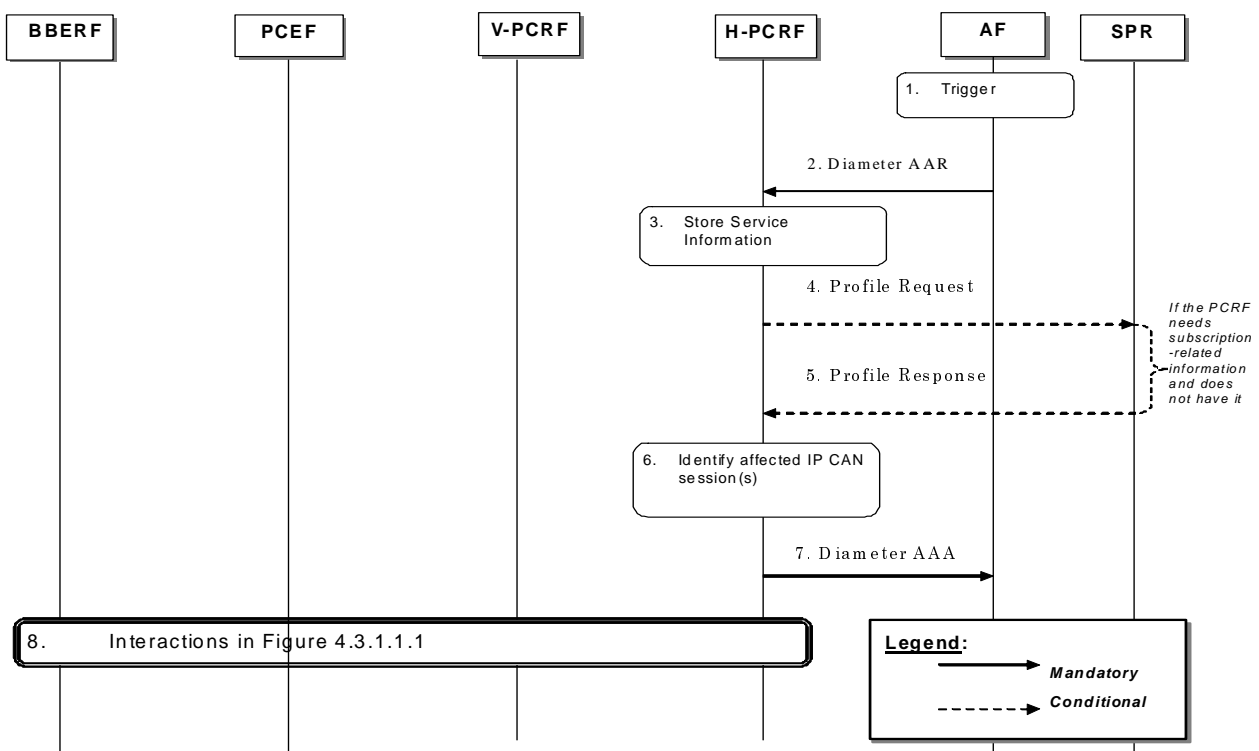 BBERF
PCEF
V-PCRF
H-PCRF
AF
SPR
1. Trigger
2. Diameter AAR
3. Store Service
Information
4. Profile Request
If the PCRF
needs
subscription
-related
information
and does
not have it
5. Profile Response
6. Identify affected IP CAN
session(s)
7. Diameter AAA
8. Interactions in Figure 4.3.1.1.1
Legend:
Mandatory
Conditional